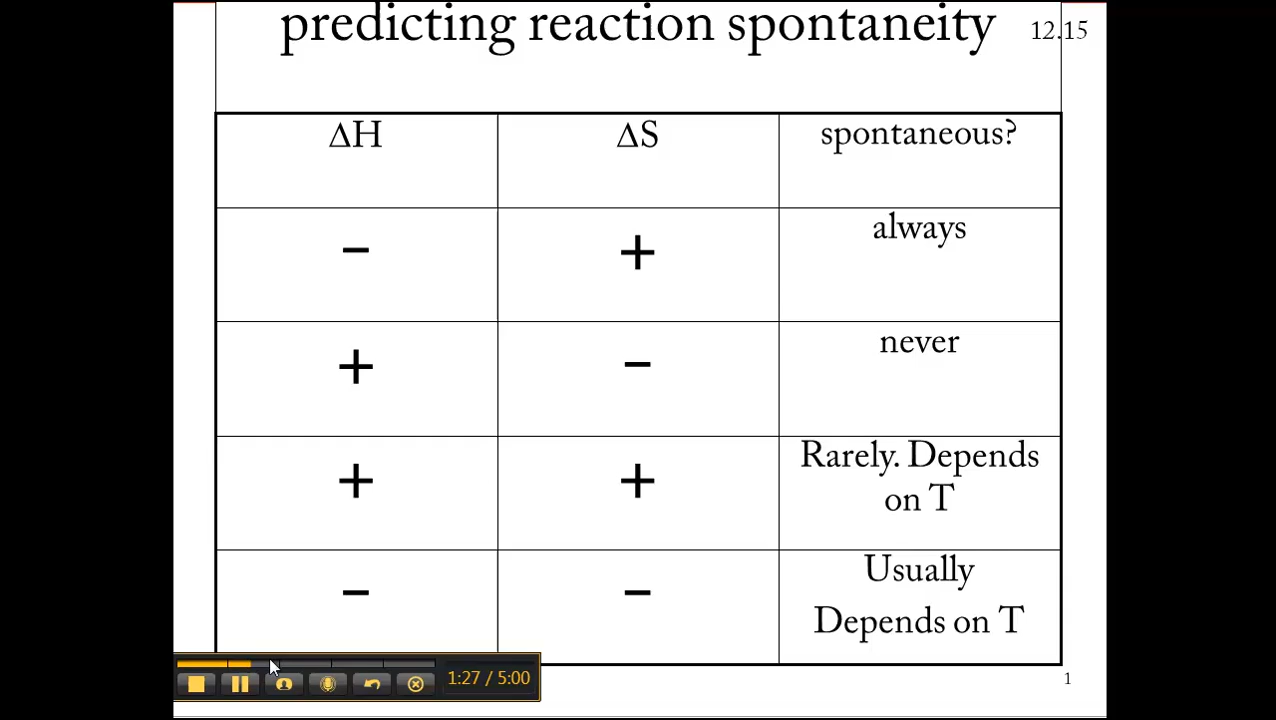 predicting reaction spontaneity 12.15
ΔH ΔS spontaneous?
− + always
+ − never
+ + Rarely. Depends
on T
− − Usually
Depends on T
1:27 / 5:00
1